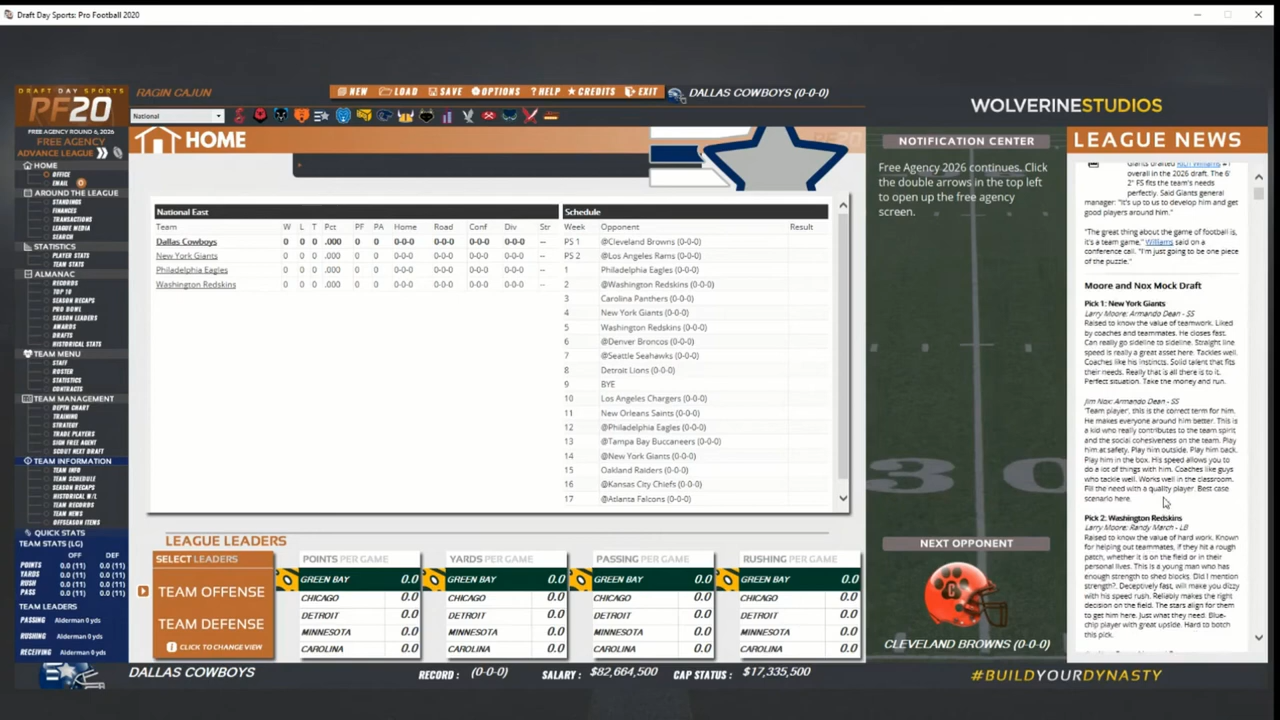 Draft Day Sports: Pro Football 2020
DRAFT DAY SPORTS
RF20
RAGIN CAJUN
NEW LOAD SAVE OPTIONS ? HELP CREDITS EXIT
DALLAS COWBOYS (0-0-0)
WOLVERINESTUDIOS
National
FREE AGENCY ROUND 6, 2026
FREE AGENCY
ADVANCE LEAGUE
HOME
OFFICE
EMAIL
AROUND THE LEAGUE
STANDINGS
FINANCES
TRANSACTIONS
LEAGUE MEDIA
SEARCH
STATISTICS
PLAYER STATS
TEAM STATS
ALMANAC
RECORDS
TOP 10
SEASON RECAPS
PRO BOWL
SEASON LEADERS
AWARDS
DRAFTS
HISTORICAL STATS
TEAM MENU
STAFF
ROSTER
STATISTICS
CONTRACTS
TEAM MANAGEMENT
DEPTH CHART
TRAINING
STRATEGY
TRADE PLAYERS
SIGN FREE AGENT
SCOUT NEXT DRAFT
TEAM INFORMATION
TEAM INFO
TEAM SCHEDULE
SEASON RECAPS
HISTORICAL W/L
TEAM RECORDS
TEAM NEWS
OFFSEASON ITEMS
QUICK STATS
TEAM STATS (LG)
OFF DEF
POINTS 0.0 (11) 0.0 (11)
YARDS 0.0 (11) 0.0 (11)
RUSH 0.0 (11) 0.0 (11)
PASS 0.0 (11) 0.0 (11)
TEAM LEADERS
PASSING Alderman 0 yds
RUSHING Alderman 0 yds
RECEIVING Alderman 0 yds
HOME
National East
Team W L T Pct PF PA Home Road Conf Div Str
Dallas Cowboys 0 0 0 .000 0 0 0-0-0 0-0-0 0-0-0 0-0-0 --
New York Giants 0 0 0 .000 0 0 0-0-0 0-0-0 0-0-0 0-0-0 --
Philadelphia Eagles 0 0 0 .000 0 0 0-0-0 0-0-0 0-0-0 0-0-0 --
Washington Redskins 0 0 0 .000 0 0 0-0-0 0-0-0 0-0-0 0-0-0 --
Schedule
Week Opponent Result
PS 1 @Cleveland Browns (0-0-0)
PS 2 @Los Angeles Rams (0-0-0)
1 Philadelphia Eagles (0-0-0)
2 @Washington Redskins (0-0-0)
3 Carolina Panthers (0-0-0)
4 New York Giants (0-0-0)
5 Washington Redskins (0-0-0)
6 @Denver Broncos (0-0-0)
7 @Seattle Seahawks (0-0-0)
8 Detroit Lions (0-0-0)
9 BYE
10 Los Angeles Chargers (0-0-0)
11 New Orleans Saints (0-0-0)
12 @Philadelphia Eagles (0-0-0)
13 @Tampa Bay Buccaneers (0-0-0)
14 @New York Giants (0-0-0)
15 Oakland Raiders (0-0-0)
16 @Kansas City Chiefs (0-0-0)
17 @Atlanta Falcons (0-0-0)
LEAGUE LEADERS
SELECT LEADERS
TEAM OFFENSE
TEAM DEFENSE
CLICK TO CHANGE VIEW
POINTS PER GAME
GREEN BAY 0.0
CHICAGO 0.0
DETROIT 0.0
MINNESOTA 0.0
CAROLINA 0.0
YARDS PER GAME
GREEN BAY 0.0
CHICAGO 0.0
DETROIT 0.0
MINNESOTA 0.0
CAROLINA 0.0
PASSING PER GAME
GREEN BAY 0.0
CHICAGO 0.0
DETROIT 0.0
MINNESOTA 0.0
CAROLINA 0.0
RUSHING PER GAME
GREEN BAY 0.0
CHICAGO 0.0
DETROIT 0.0
MINNESOTA 0.0
CAROLINA 0.0
DALLAS COWBOYS
RECORD : (0-0-0) SALARY : $82,664,500 CAP STATUS : $17,335,500
NOTIFICATION CENTER
Free Agency 2026 continues. Click
the double arrows in the top left
to open up the free agency
screen.
3 0
NEXT OPPONENT
CLEVELAND BROWNS (0-0-0)
LEAGUE NEWS
overall in the 2026 draft. The 6'
2" FS fits the team's needs
perfectly. Said Giants general
manager: "It's up to us to develop him and get
good players around him."
"The great thing about the game of football is,
it's a team game," Williams said on a
conference call. "I'm just going to be one piece
of the puzzle."
Moore and Nox Mock Draft
Pick 1: New York Giants
Larry Moore: Armando Dean - SS
Raised to know the value of teamwork. Liked
by coaches and teammates. He closes fast.
Can really go sideline to sideline. Straight line
speed is really a great asset here. Tackles well.
Coaches like his instincts. Solid talent that fits
their needs. Really that is all there is to it.
Perfect situation. Take the money and run.
Jim Nox: Armando Dean - SS
'Team player', this is the correct term for him.
He makes everyone around him better. This is
a kid who really contributes to the team spirit
and the social cohesiveness on the team. Play
him at safety. Play him outside. Play him back.
Play him in the box. His speed allows you to
do a lot of things with him. Coaches like guys
who tackle well. Works well in the classroom.
Fill the need with a quality player. Best case
scenario here.
Pick 2: Washington Redskins
Larry Moore: Randy March - LB
Raised to know the value of hard work. Known
for helping out teammates, if they hit a rough
patch, whether it is on the field or in their
personal lives. This is a young man who has
enough strength to shed blocks. Did I mention
strength?. Deceptively fast, will make you dizzy
with his speed rush. Reliably makes the right
decision on the field. The stars align for them
to get him here. Just what they need. Blue-
chip player with great upside. Hard to botch
this pick.
#BUILDYOURDYNASTY